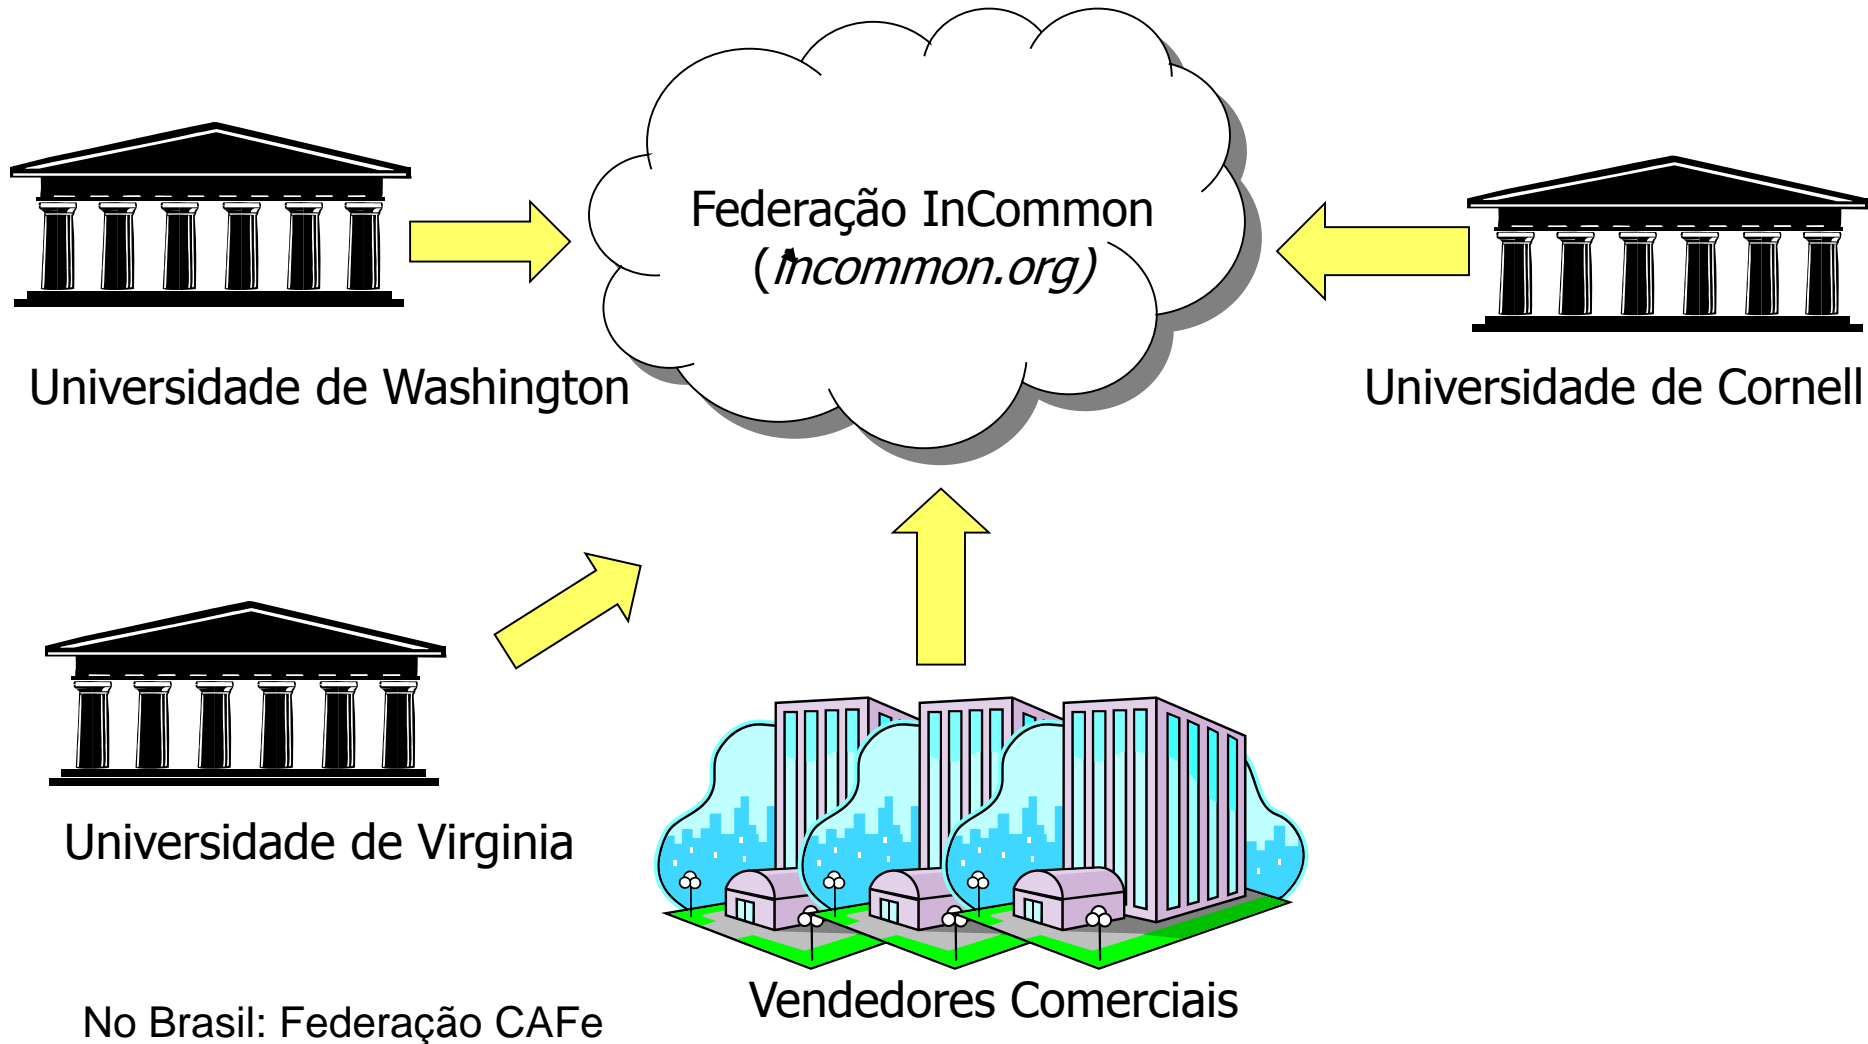 Federação InCommon
(incommon.org)
Universidade de Washington
Universidade de Cornell
Universidade de Virginia
Vendedores Comerciais
No Brasil: Federação CAFe